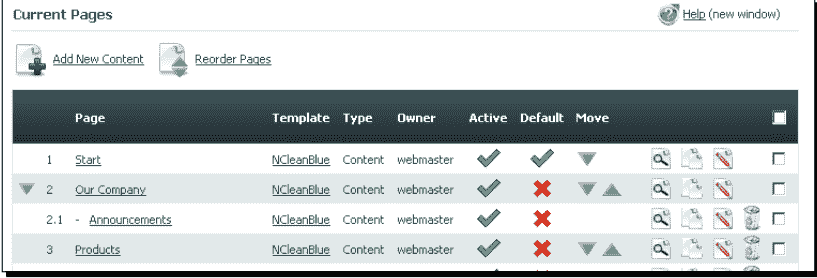 Current Pages Help (new window)
Add New Content Reorder Pages
Page Template Type Owner Active Default Move
1 Start NCleanBlue Content webmaster
2 Our Company NCleanBlue Content webmaster
2.1 - Announcements NCleanBlue Content webmaster
3 Products NCleanBlue Content webmaster